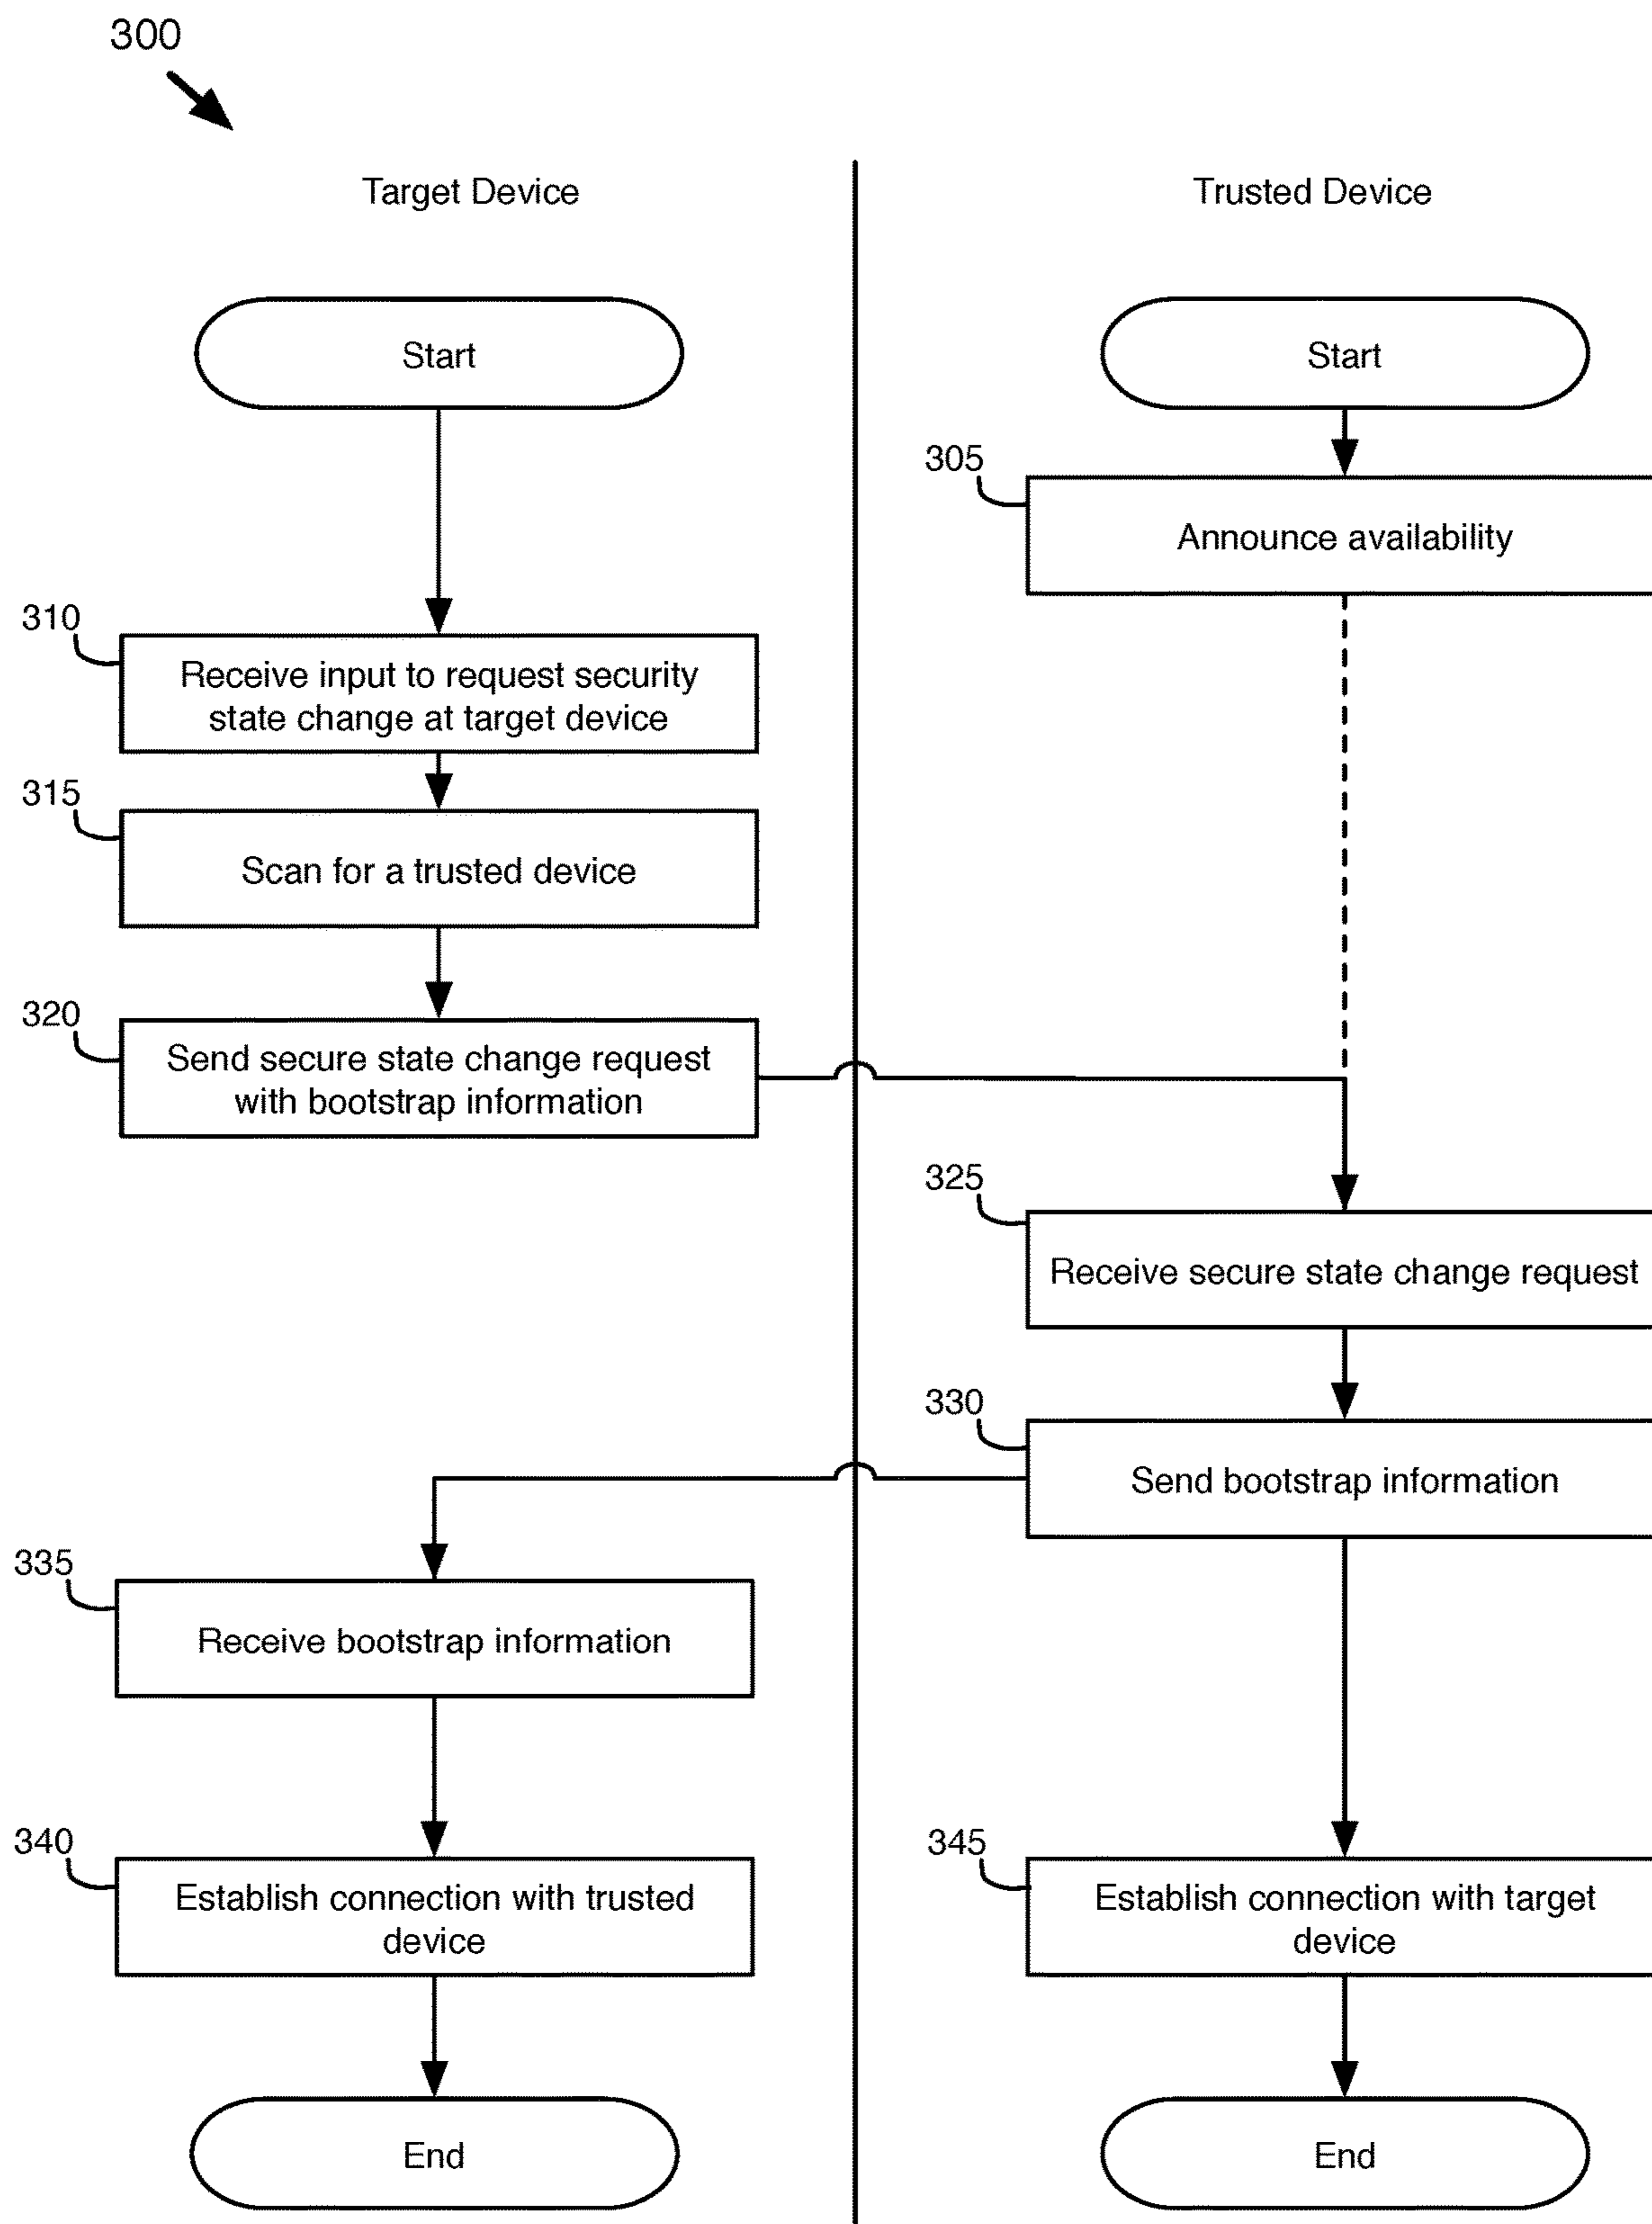 300
Target Device
Trusted Device
Start
Start
305
Announce availability
310
Receive input to request security
state change at target device
315
Scan for a trusted device
320
Send secure state change request
with bootstrap information
325
Receive secure state change request
330
Send bootstrap information
335
Receive bootstrap information
340
Establish connection with trusted
device
345
Establish connection with target
device
End
End